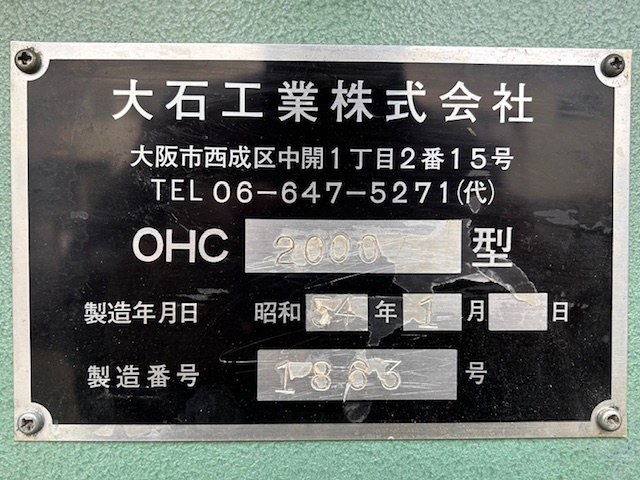 大石工業株式会社
大阪市西成区中開1丁目2番15号
TEL 06-647-5271(代)
OHC 2000 型
製造年月日 昭和 54 年 1 月 日
製造番号 1863 号